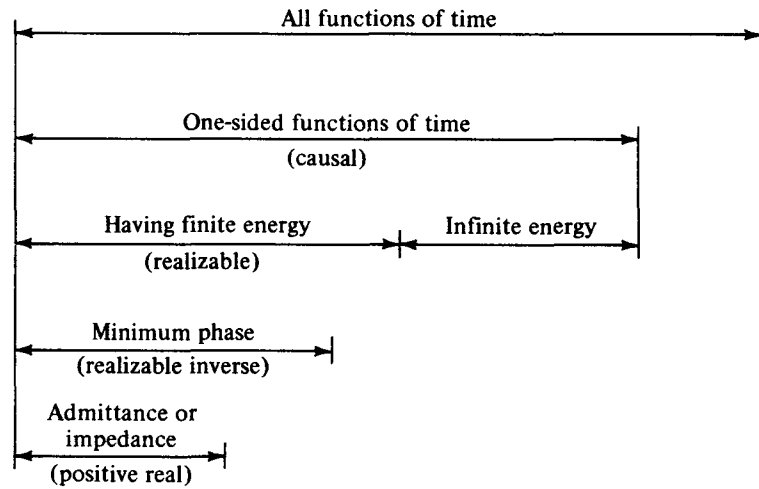 All functions of time
One-sided functions of time
(causal)
Having finite energy
Infinite energy
(realizable)
Minimum phase
(realizable inverse)
Admittance or
impedance
(positive real)